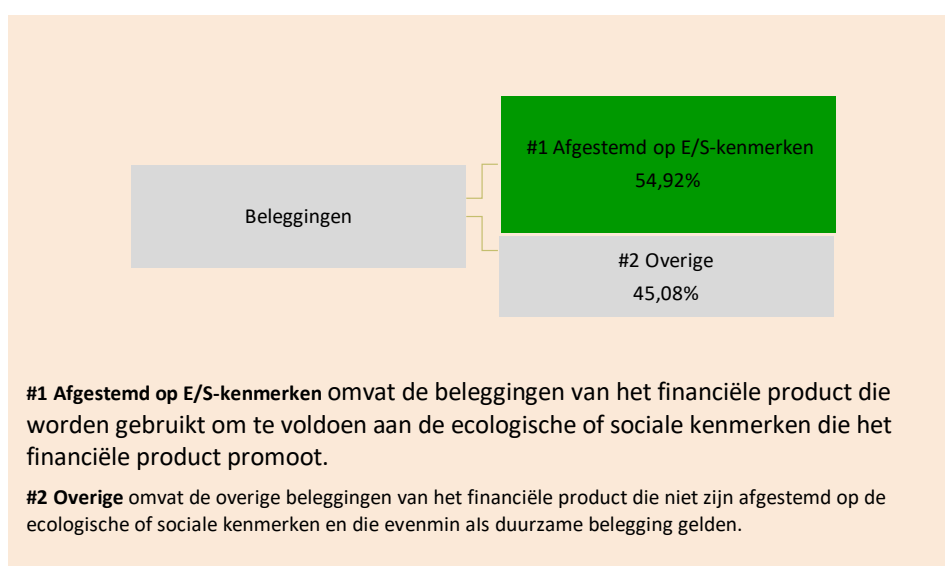 #1 Afgestemd op E/S-kenmerken
54,92%
Beleggingen
#2 Overige
45,08%
#1 Afgestemd op E/S-kenmerken omvat de beleggingen van het financiële product die
worden gebruikt om te voldoen aan de ecologische of sociale kenmerken die het
financiële product promoot.
#2 Overige omvat de overige beleggingen van het financiële product die niet zijn afgestemd op de
ecologische of sociale kenmerken en die evenmin als duurzame belegging gelden.